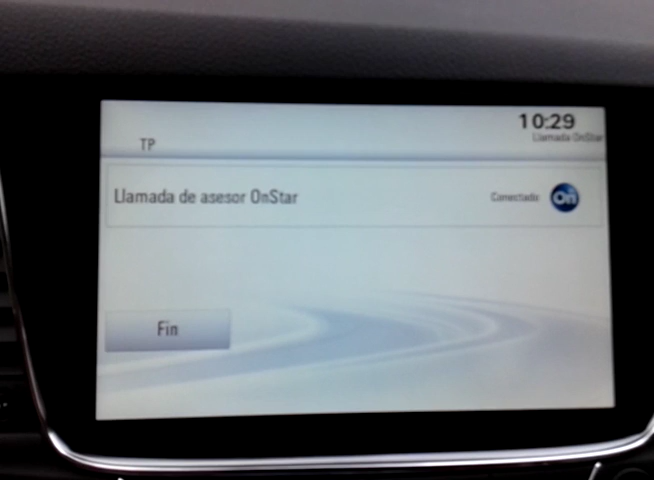 10:29
Llamada OnStar
TP
Llamada de asesor OnStar
Conectado
On
Fin